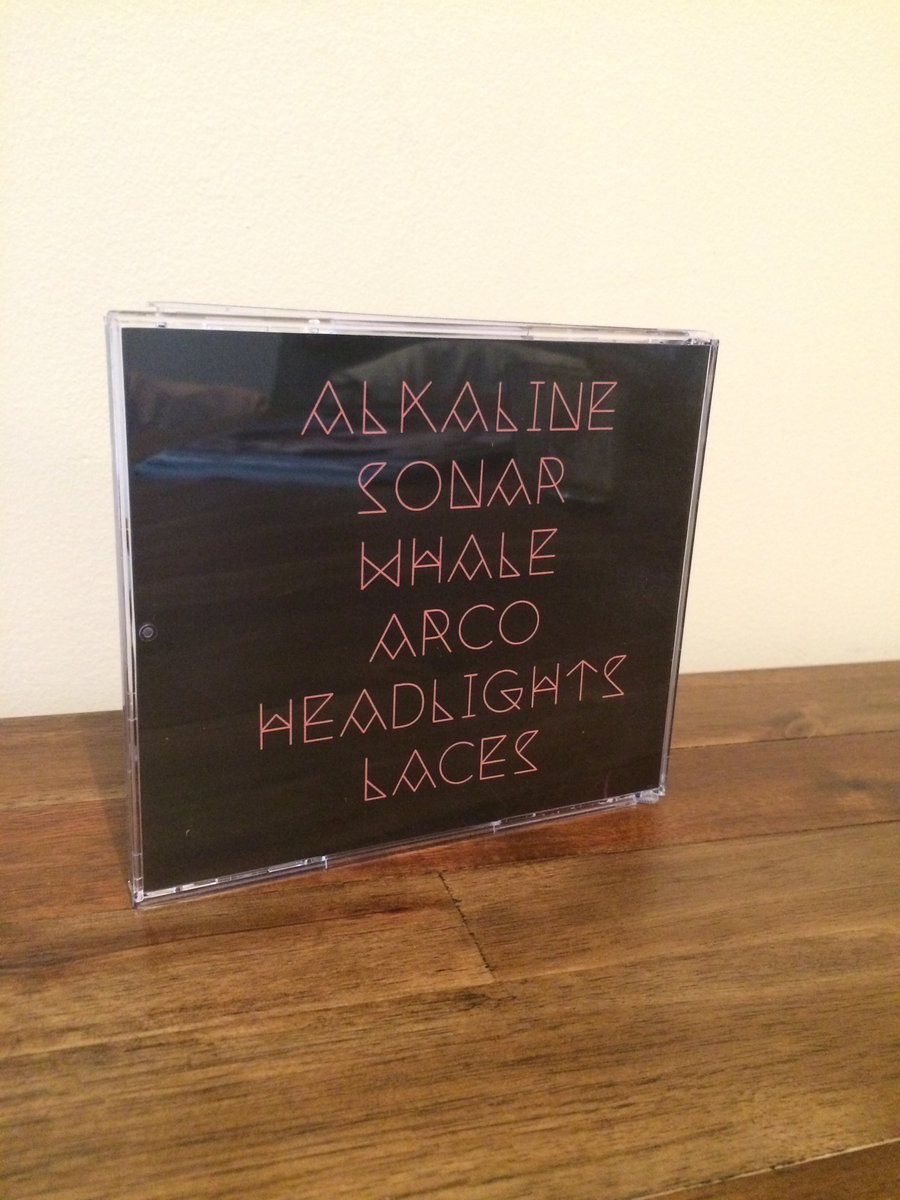 ALKALINE
SONAR
WHALE
ARCO
HEADLIGHTS
LACES